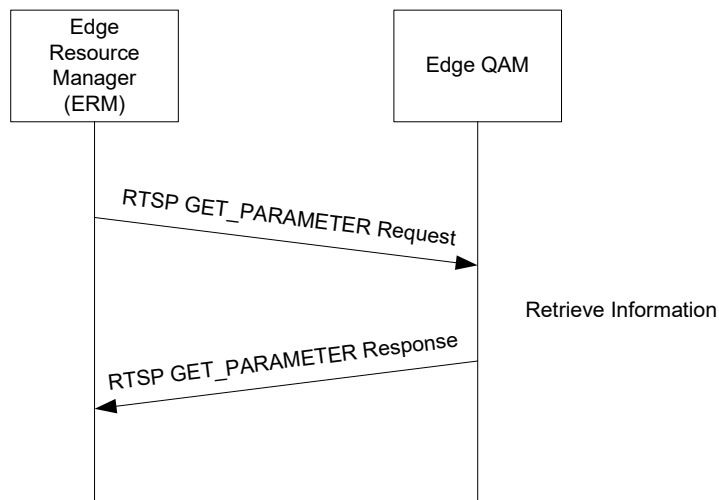 Edge
Resource
Manager
(ERM)
Edge QAM
RTSP GET_PARAMETER Request
Retrieve Information
RTSP GET_PARAMETER Response